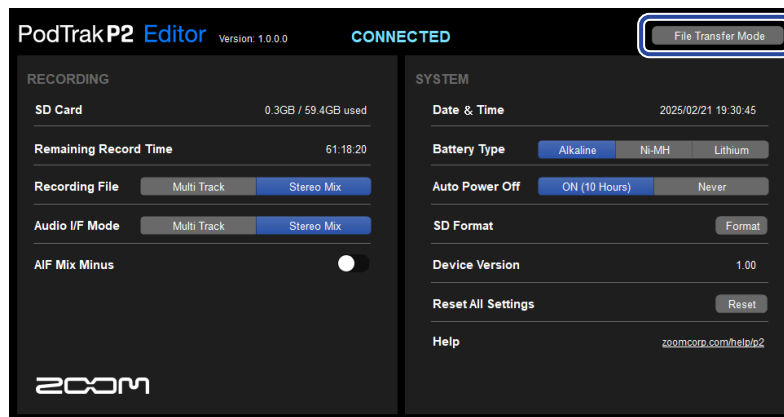 PodTrak P2 Editor Version: 1.0.0.0 CONNECTED File Transfer Mode
RECORDING
SD Card 0.3GB / 59.4GB used
Remaining Record Time 61:18:20
Recording File Multi Track Stereo Mix
Audio I/F Mode Multi Track Stereo Mix
AIF Mix Minus
ZOOM
SYSTEM
Date & Time 2025/02/21 19:30:45
Battery Type Alkaline Ni-MH Lithium
Auto Power Off ON (10 Hours) Never
SD Format Format
Device Version 1.00
Reset All Settings Reset
Help zoomcorp.com/help/p2